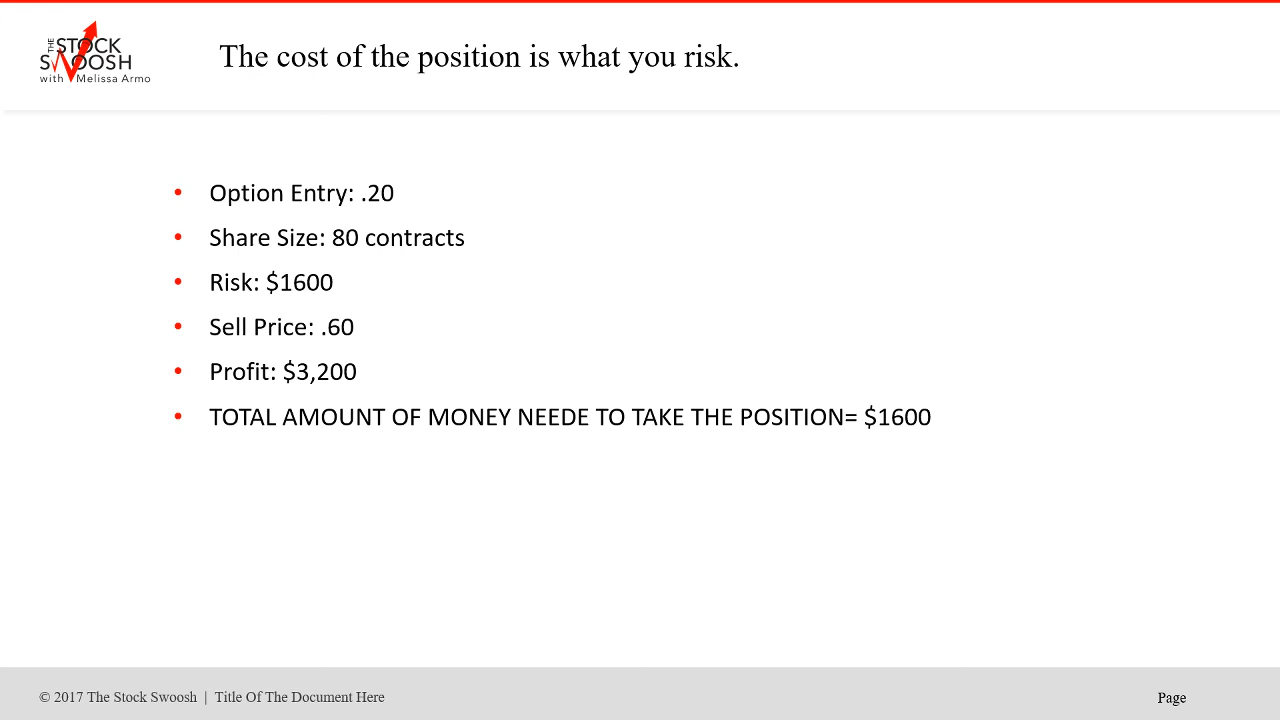 THE STOCK
SWOOSH
with Melissa Armo
The cost of the position is what you risk.
• Option Entry: .20
• Share Size: 80 contracts
• Risk: $1600
• Sell Price: .60
• Profit: $3,200
• TOTAL AMOUNT OF MONEY NEEDE TO TAKE THE POSITION= $1600
© 2017 The Stock Swoosh | Title Of The Document Here
Page